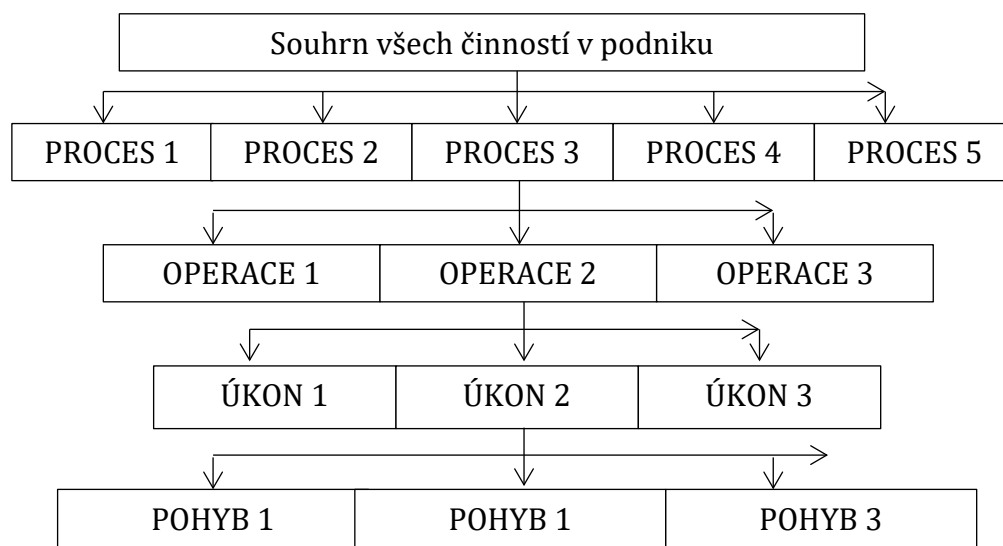 Souhrn všech činností v podniku
PROCES 1 PROCES 2 PROCES 3 PROCES 4 PROCES 5
OPERACE 1 OPERACE 2 OPERACE 3
ÚKON 1 ÚKON 2 ÚKON 3
POHYB 1 POHYB 1 POHYB 3